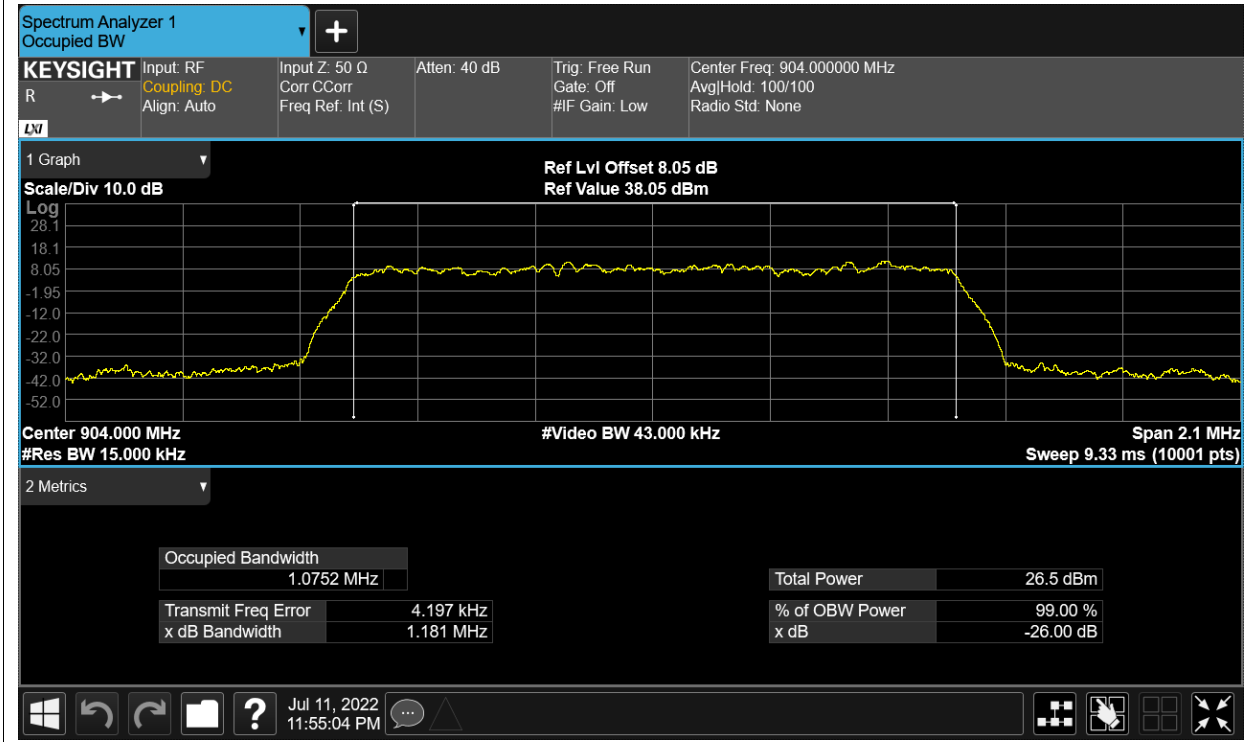 Spectrum Analyzer 1
Occupied BW
KEYSIGHT Input: RF Input Z: 50 Ω Atten: 40 dB Trig: Free Run Center Freq: 904.000000 MHz
R Coupling: DC Corr CCorr Gate: Off Avg|Hold: 100/100
Align: Auto Freq Ref: Int (S) #IF Gain: Low Radio Std: None
LXI
1 Graph
Ref Lvl Offset 8.05 dB
Scale/Div 10.0 dB Ref Value 38.05 dBm
Log
28.1
18.1
8.05
-1.95
-12.0
-22.0
-32.0
-42.0
-52.0
Center 904.000 MHz #Video BW 43.000 kHz Span 2.1 MHz
#Res BW 15.000 kHz Sweep 9.33 ms (10001 pts)
2 Metrics
Occupied Bandwidth
1.0752 MHz Total Power 26.5 dBm
Transmit Freq Error 4.197 kHz % of OBW Power 99.00 %
x dB Bandwidth 1.181 MHz x dB -26.00 dB
? Jul 11, 2022
11:55:04 PM